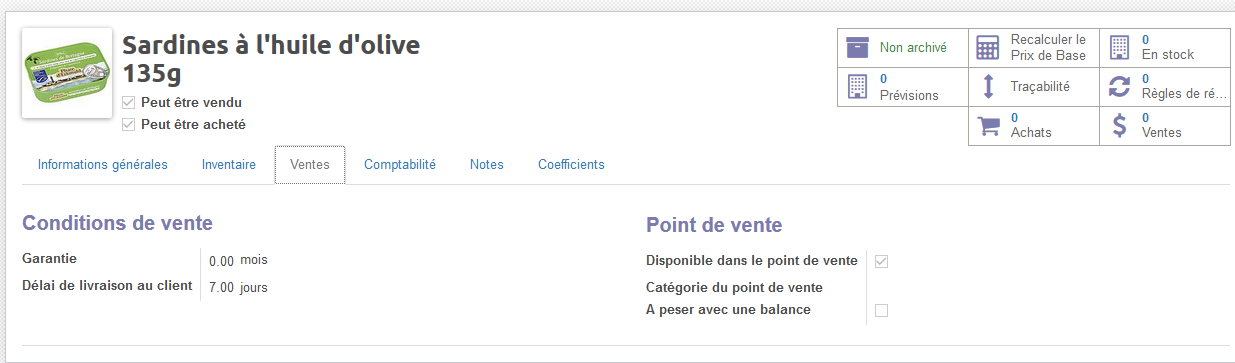 Sardines à l'huile d'olive
135g
Peut être vendu
Peut être acheté
Non archivé
Recalculer le
Prix de Base
0
En stock
0
Prévisions
Traçabilité
0
Règles de ré...
0
Achats
0
Ventes
Informations générales Inventaire Ventes Comptabilité Notes Coefficients
Conditions de vente
Garantie 0.00 mois
Délai de livraison au client 7.00 jours
Point de vente
Disponible dans le point de vente
Catégorie du point de vente
A peser avec une balance